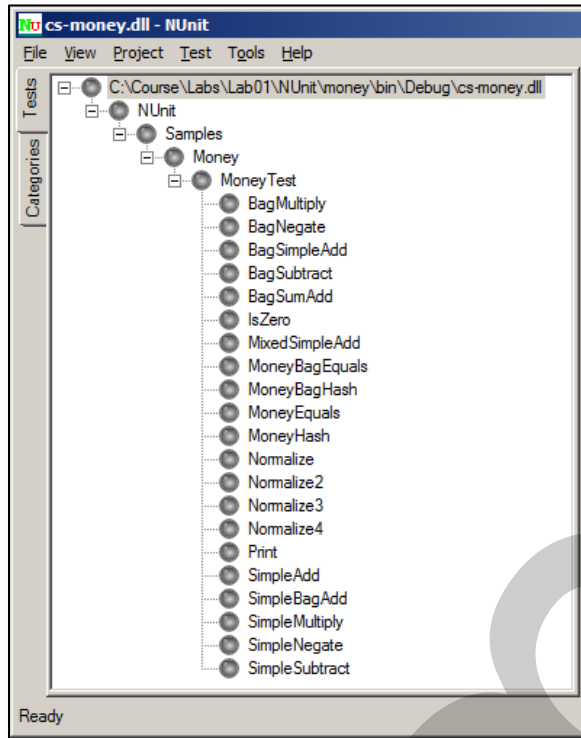 Nu cs-money.dll - NUnit
File View Project Test Tools Help
Tests
Categories
C:\Course\Labs\Lab01\NUnit\money\bin\Debug\cs-money.dll
NUnit
Samples
Money
MoneyTest
BagMultiply
BagNegate
BagSimpleAdd
BagSubtract
BagSumAdd
IsZero
MixedSimpleAdd
MoneyBagEquals
MoneyBagHash
MoneyEquals
MoneyHash
Normalize
Normalize2
Normalize3
Normalize4
Print
SimpleAdd
SimpleBagAdd
SimpleMultiply
SimpleNegate
SimpleSubtract
Ready